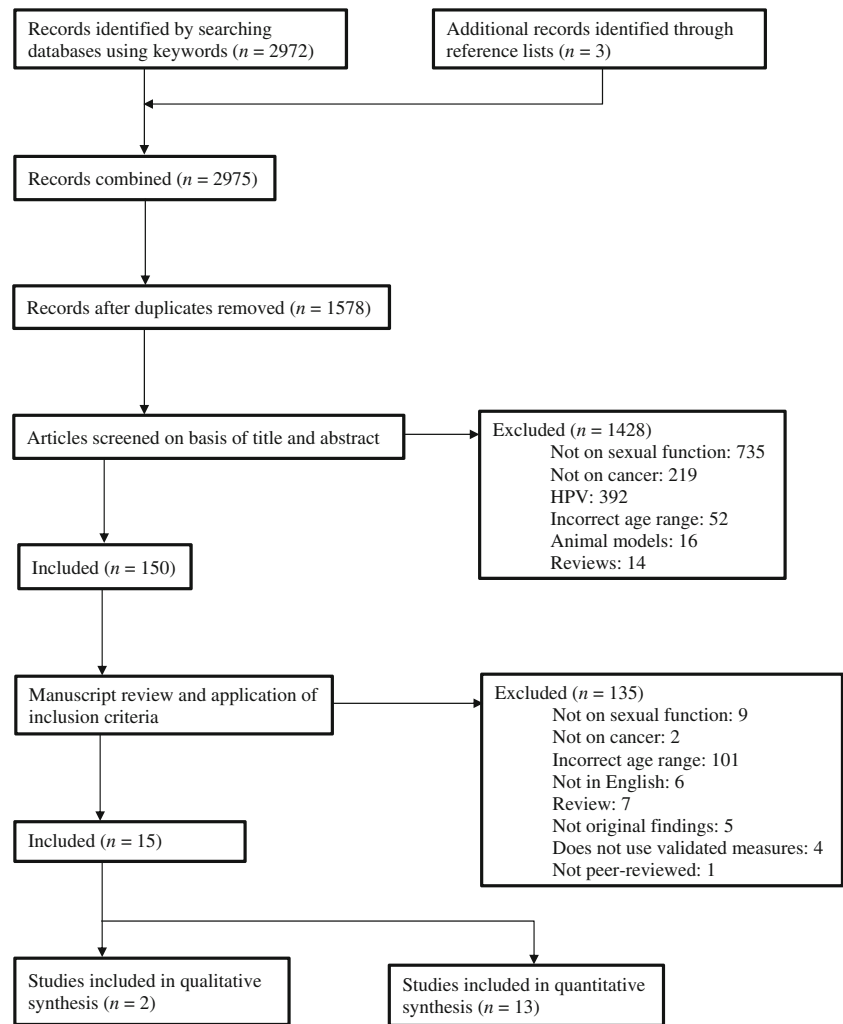 Records identified by searching
databases using keywords (n = 2972)
Additional records identified through
reference lists (n = 3)
Records combined (n = 2975)
Records after duplicates removed (n = 1578)
Articles screened on basis of title and abstract
Excluded (n = 1428)
Not on sexual function: 735
Not on cancer: 219
HPV: 392
Incorrect age range: 52
Animal models: 16
Reviews: 14
Included (n = 150)
Manuscript review and application of
inclusion criteria
Excluded (n = 135)
Not on sexual function: 9
Not on cancer: 2
Incorrect age range: 101
Not in English: 6
Review: 7
Not original findings: 5
Does not use validated measures: 4
Not peer-reviewed: 1
Included (n = 15)
Studies included in qualitative
synthesis (n = 2)
Studies included in quantitative
synthesis (n = 13)